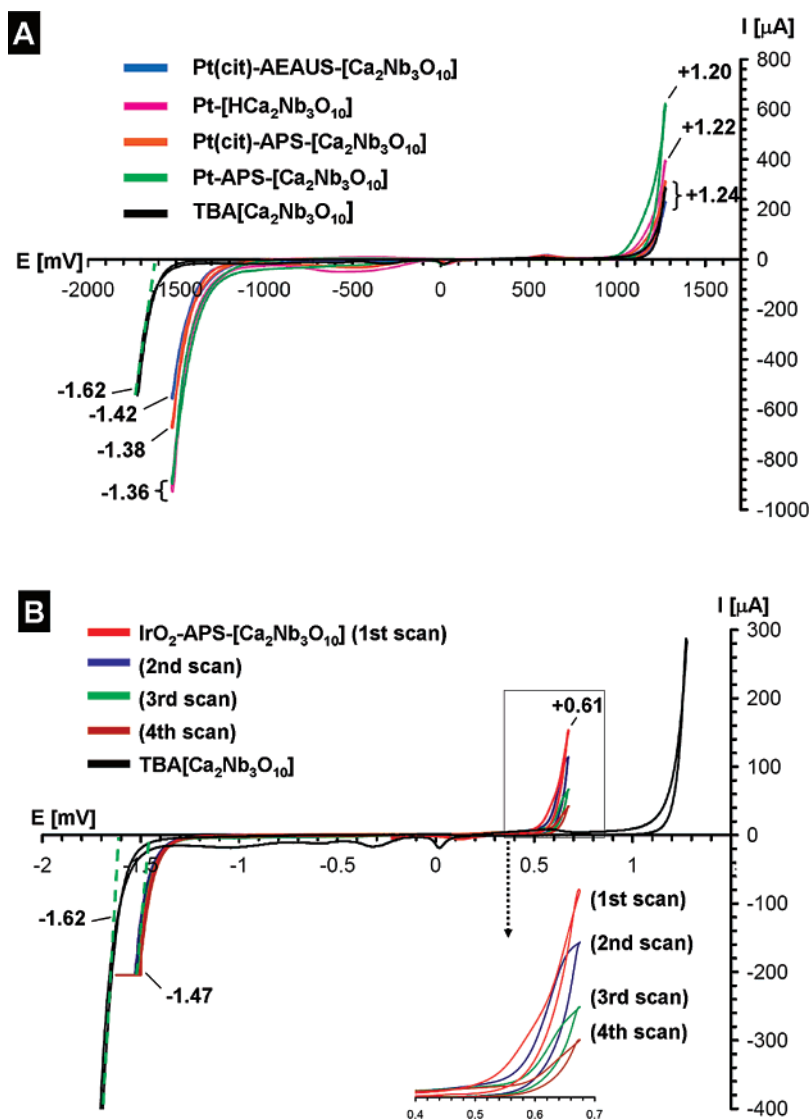 A
I [µA]
Pt(cit)-AEAUS-[Ca₂Nb₃O₁₀]
Pt-[HCa₂Nb₃O₁₀]
Pt(cit)-APS-[Ca₂Nb₃O₁₀]
Pt-APS-[Ca₂Nb₃O₁₀]
TBA[Ca₂Nb₃O₁₀]
800
600
400
200
0
-200
-400
-600
-800
-1000
+1.20
+1.22
+1.24
E [mV]
-2000 -1500 -1000 -500 0 500 1000 1500
-1.62
-1.42
-1.38
-1.36
B
I [µA]
IrO₂-APS-[Ca₂Nb₃O₁₀] (1st scan)
(2nd scan)
(3rd scan)
(4th scan)
TBA[Ca₂Nb₃O₁₀]
300
200
100
0
-100
-200
-300
-400
+0.61
E [mV]
-2 -1.5 -1 -0.5 0 0.5 1
-1.62
-1.47
(1st scan)
(2nd scan)
(3rd scan)
(4th scan)
0.4 0.5 0.6 0.7